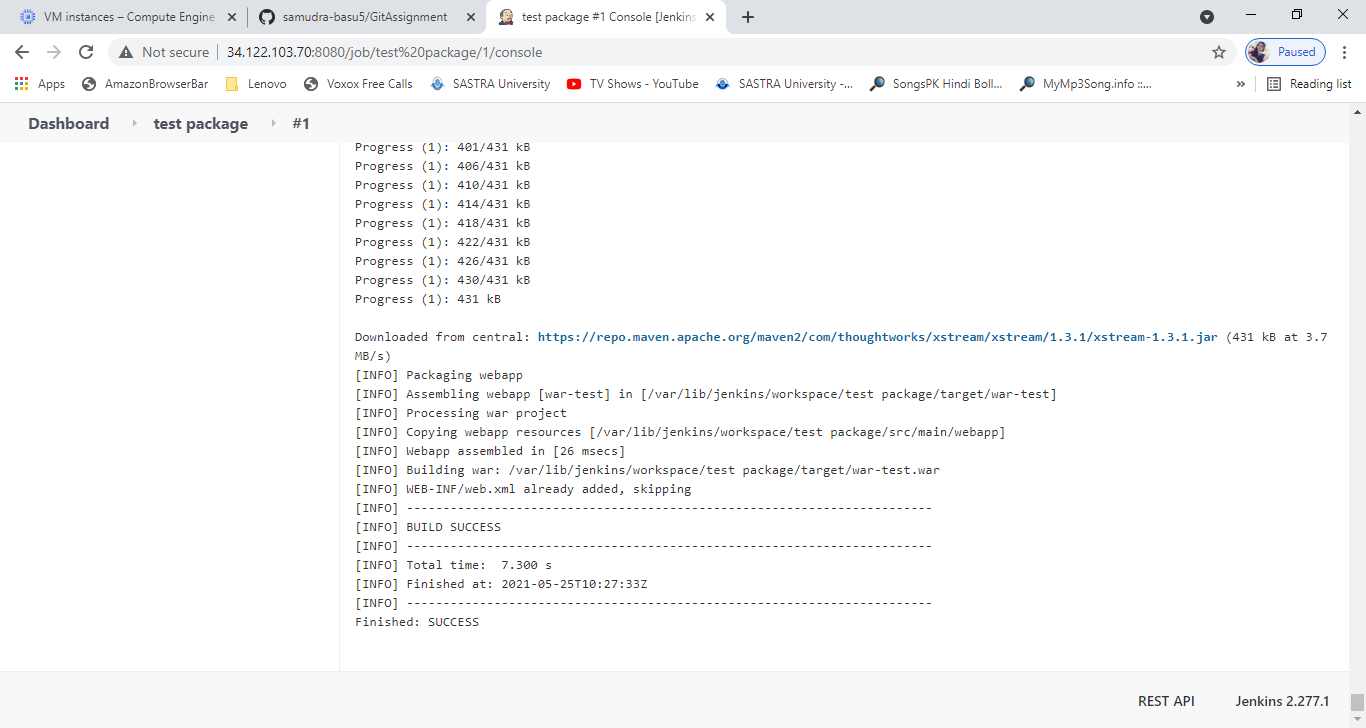 VM instances – Compute Engine
samudra-basu5/GitAssignment
test package #1 Console [Jenkins
Not secure
34.122.103.70:8080/job/test%20package/1/console
Paused
Apps
AmazonBrowserBar
Lenovo
Voxox Free Calls
SASTRA University
TV Shows - YouTube
SASTRA University -...
SongsPK Hindi Boll...
MyMp3Song.info ::...
»
Reading list
Dashboard
test package
#1
Progress (1): 401/431 kB
Progress (1): 406/431 kB
Progress (1): 410/431 kB
Progress (1): 414/431 kB
Progress (1): 418/431 kB
Progress (1): 422/431 kB
Progress (1): 426/431 kB
Progress (1): 430/431 kB
Progress (1): 431 kB
Downloaded from central: https://repo.maven.apache.org/maven2/com/thoughtworks/xstream/xstream/1.3.1/xstream-1.3.1.jar (431 kB at 3.7
MB/s)
[INFO] Packaging webapp
[INFO] Assembling webapp [war-test] in [/var/lib/jenkins/workspace/test package/target/war-test]
[INFO] Processing war project
[INFO] Copying webapp resources [/var/lib/jenkins/workspace/test package/src/main/webapp]
[INFO] Webapp assembled in [26 msecs]
[INFO] Building war: /var/lib/jenkins/workspace/test package/target/war-test.war
[INFO] WEB-INF/web.xml already added, skipping
[INFO] ------------------------------------------------------------------------
[INFO] BUILD SUCCESS
[INFO] ------------------------------------------------------------------------
[INFO] Total time:  7.300 s
[INFO] Finished at: 2021-05-25T10:27:33Z
[INFO] ------------------------------------------------------------------------
Finished: SUCCESS
REST API
Jenkins 2.277.1